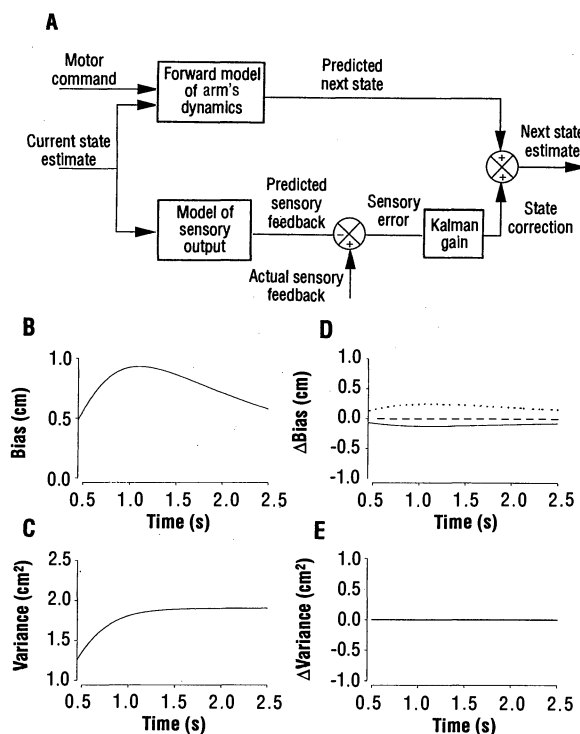 A
Motor
command
Forward model
of arm's
dynamics
Predicted
next state
Current state
estimate
Next state
estimate
Model of
sensory
output
Predicted
sensory
feedback
Sensory
error
Kalman
gain
State
correction
Actual sensory
feedback
+
+
−
+
B
Bias (cm)
1.0
0.5
0.0
0.5 1.0 1.5 2.0 2.5
Time (s)
D
ΔBias (cm)
1.0
0.5
0.0
-0.5
-1.0
0.5 1.0 1.5 2.0 2.5
Time (s)
C
Variance (cm²)
2.5
2.0
1.5
1.0
0.5 1.0 1.5 2.0 2.5
Time (s)
E
ΔVariance (cm²)
1.0
0.5
0.0
-0.5
-1.0
0.5 1.0 1.5 2.0 2.5
Time (s)